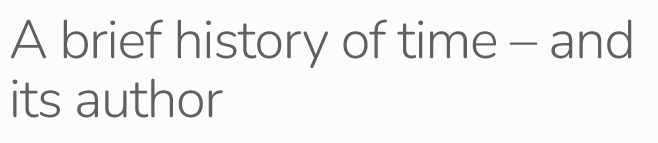 A brief history of time – and
its author